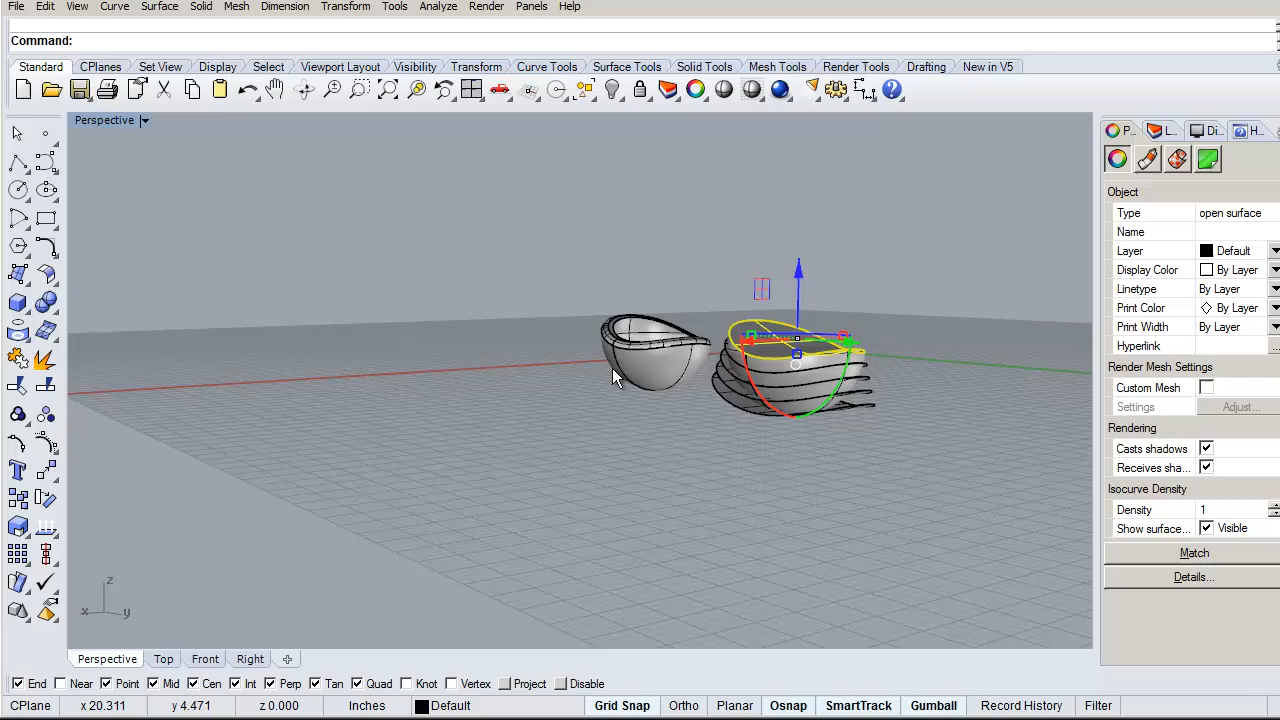 File Edit View Curve Surface Solid Mesh Dimension Transform Tools Analyze Render Panels Help
Command:
Standard CPlanes Set View Display Select Viewport Layout Visibility Transform Curve Tools Surface Tools Solid Tools Mesh Tools Render Tools Drafting New in V5
Perspective
P... L... Di... H...
Object
Type open surface
Name
Layer Default
Display Color By Layer
Linetype By Layer
Print Color By Layer
Print Width By Layer
Hyperlink ...
Render Mesh Settings
Custom Mesh
Settings Adjust...
Rendering
Casts shadows
Receives sha...
Isocurve Density
Density 1
Show surface... Visible
Match
Details...
z
x y
Perspective Top Front Right
End Near Point Mid Cen Int Perp Tan Quad Knot Vertex Project Disable
CPlane x 20.311 y 4.471 z 0.000 Inches Default Grid Snap Ortho Planar Osnap SmartTrack Gumball Record History Filter